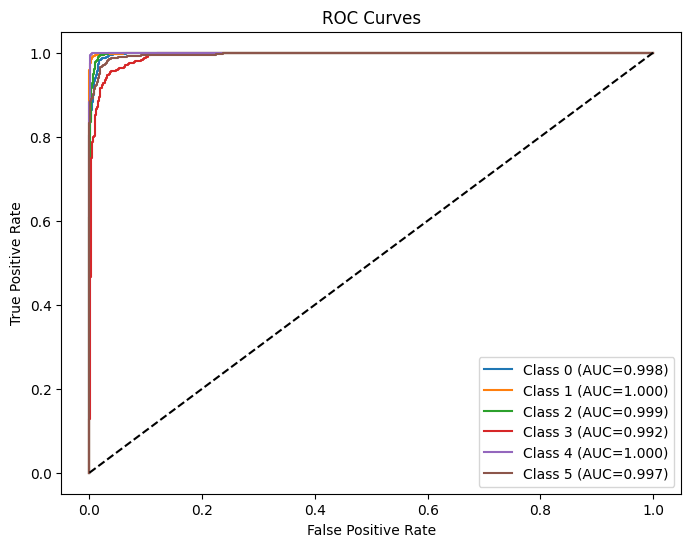 ROC Curves
True Positive Rate
1.0
0.8
0.6
0.4
0.2
0.0
Class 0 (AUC=0.998)
Class 1 (AUC=1.000)
Class 2 (AUC=0.999)
Class 3 (AUC=0.992)
Class 4 (AUC=1.000)
Class 5 (AUC=0.997)
0.0 0.2 0.4 0.6 0.8 1.0
False Positive Rate